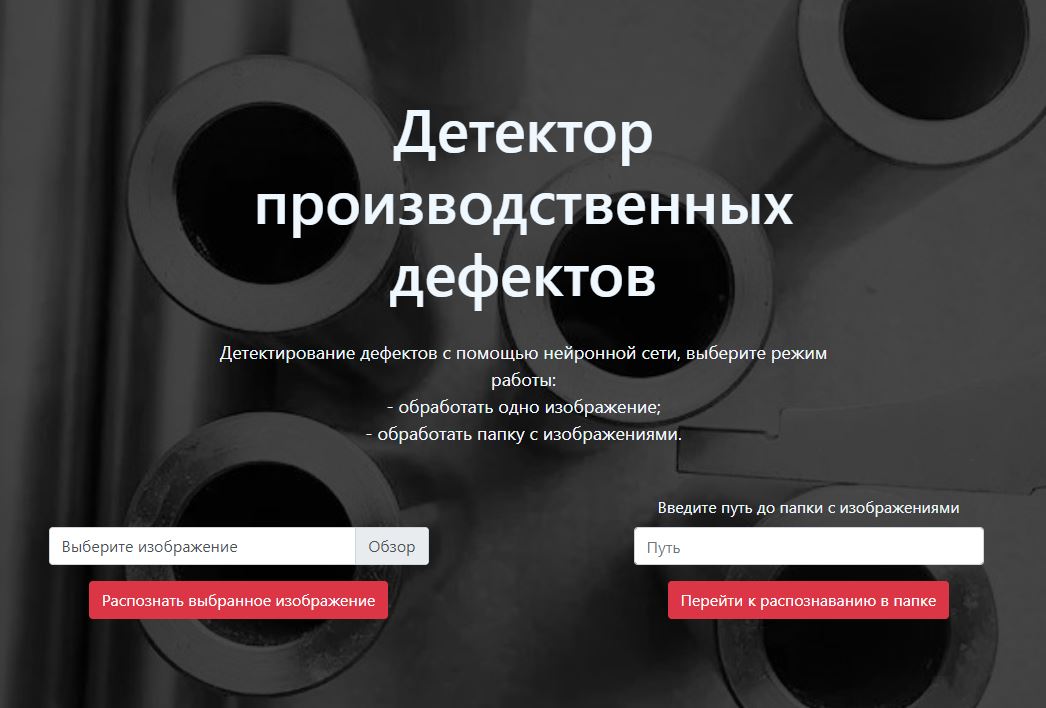 Детектор
производственных
дефектов
Детектирование дефектов с помощью нейронной сети, выберите режим
работы:
- обработать одно изображение;
- обработать папку с изображениями.
Введите путь до папки с изображениями
Выберите изображение Обзор
Путь
Распознать выбранное изображение
Перейти к распознаванию в папке